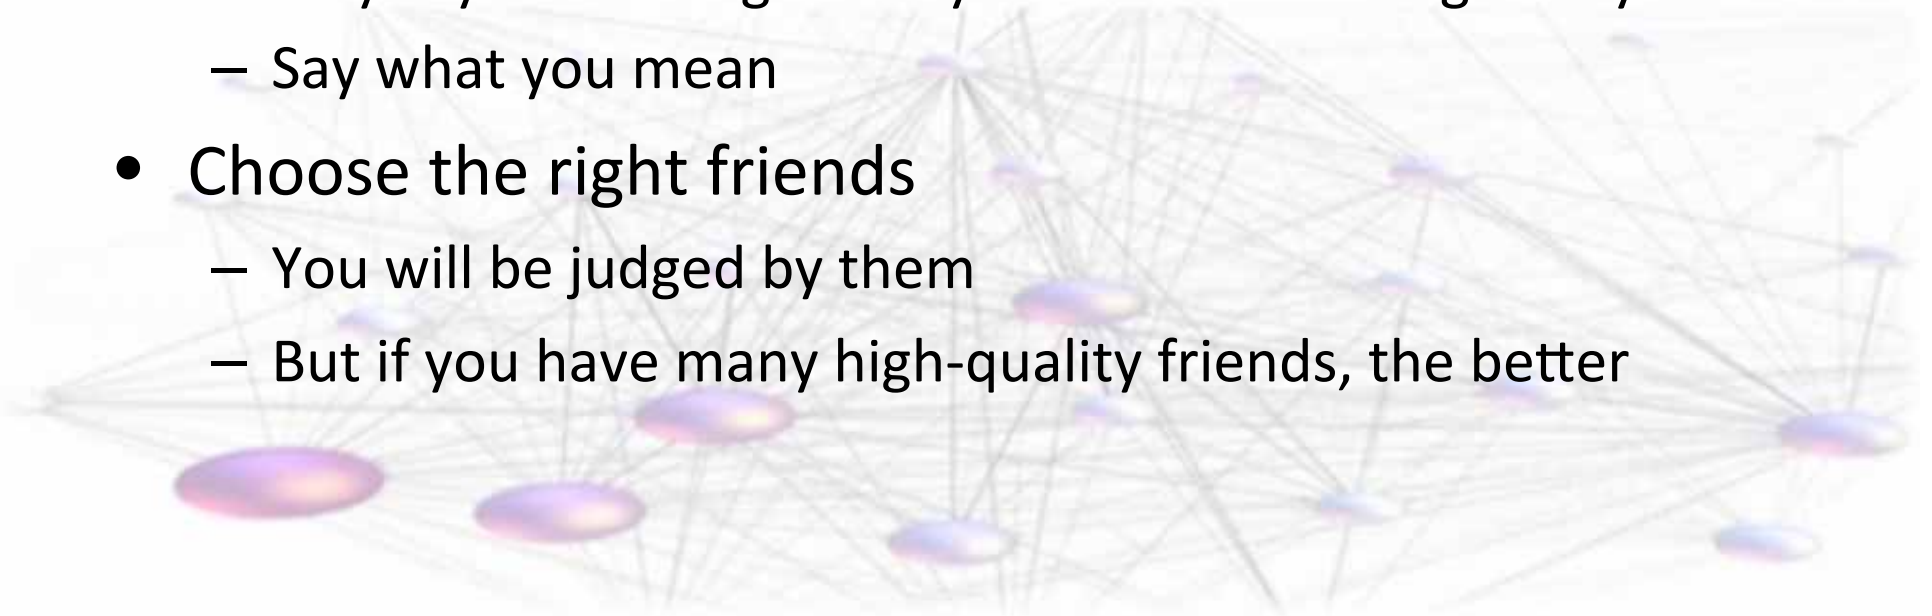 – Say what you mean
• Choose the right friends
– You will be judged by them
– But if you have many high-quality friends, the better